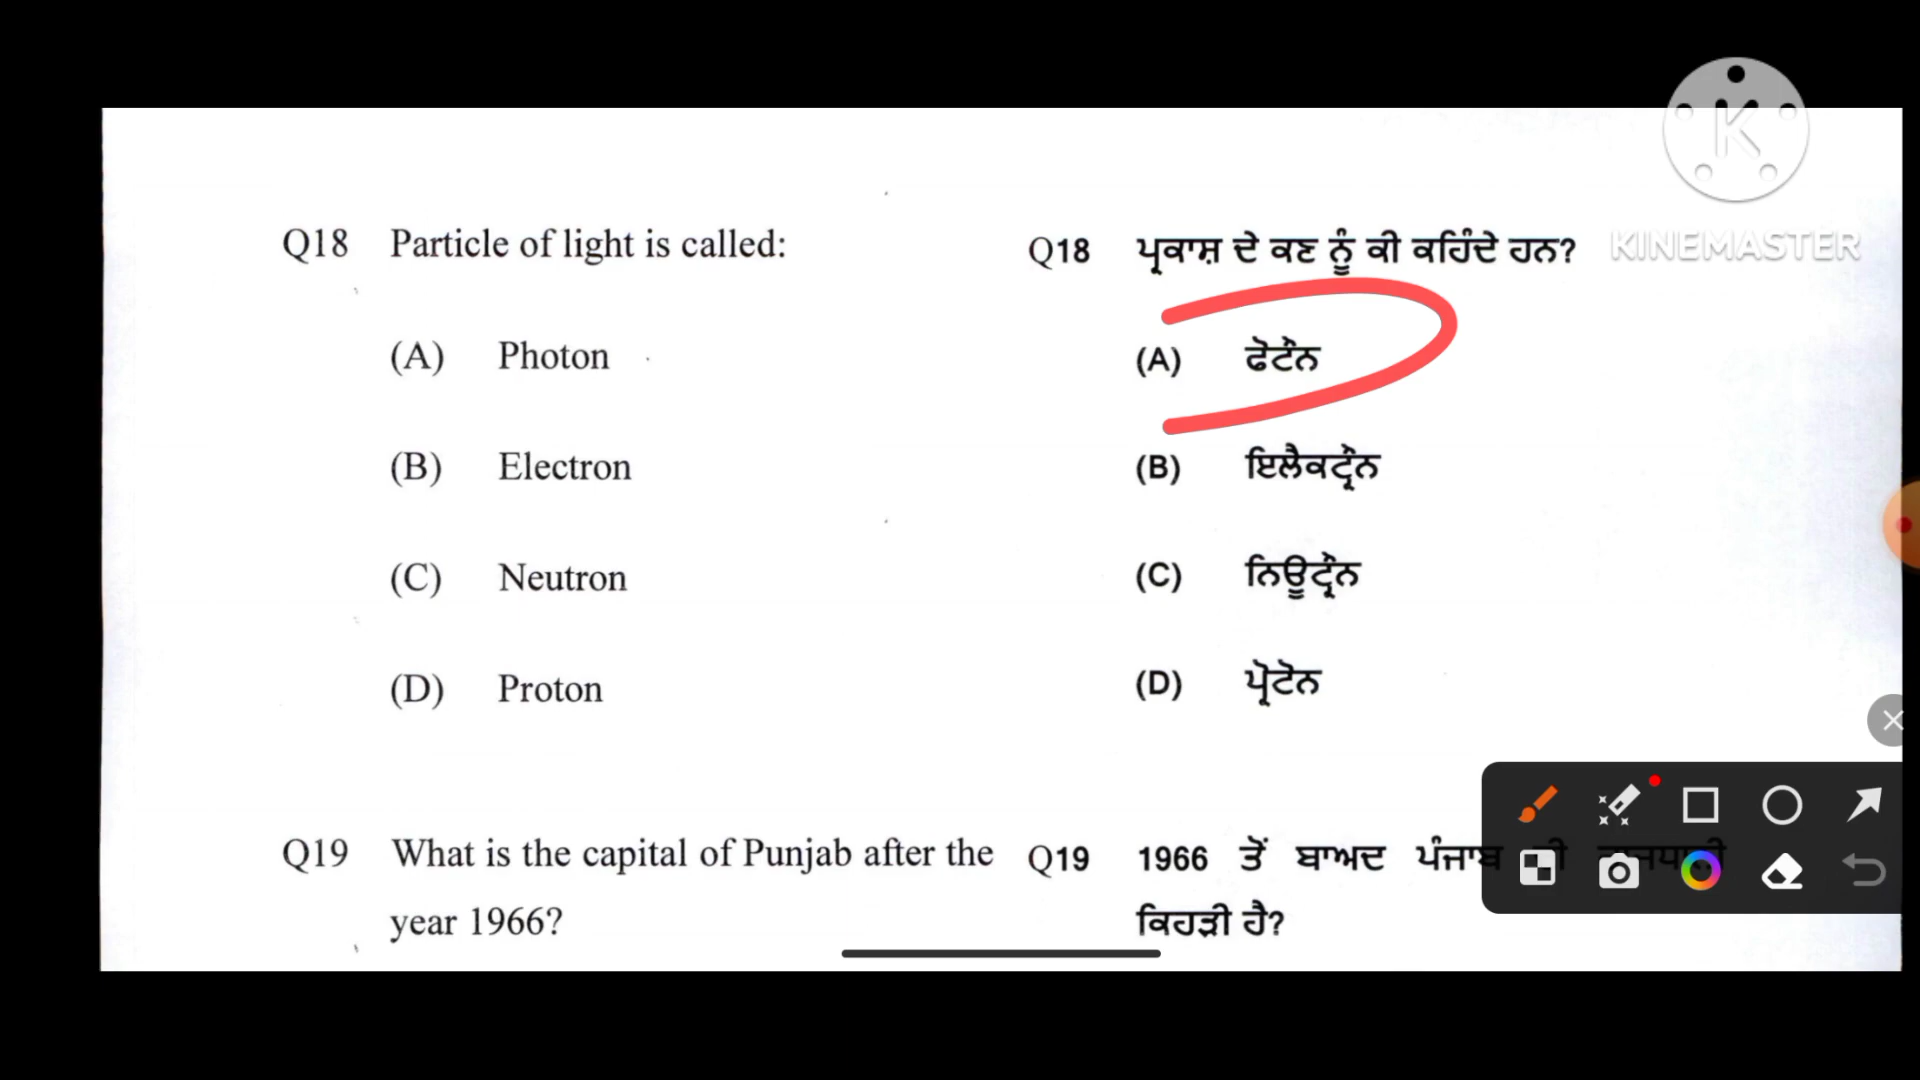 KINEMASTER
Q18 Particle of light is called:
(A) Photon
(B) Electron
(C) Neutron
(D) Proton
Q19 What is the capital of Punjab after the
year 1966?
Q18 ਪ੍ਰਕਾਸ਼ ਦੇ ਕਣ ਨੂੰ ਕੀ ਕਹਿੰਦੇ ਹਨ?
(A) ਫੋਟੌਨ
(B) ਇਲੈਕਟ੍ਰੌਨ
(C) ਨਿਊਟ੍ਰੌਨ
(D) ਪ੍ਰੋਟੋਨ
Q19 1966 ਤੋਂ ਬਾਅਦ ਪੰਜਾਬ
ਕਿਹੜੀ ਹੈ?